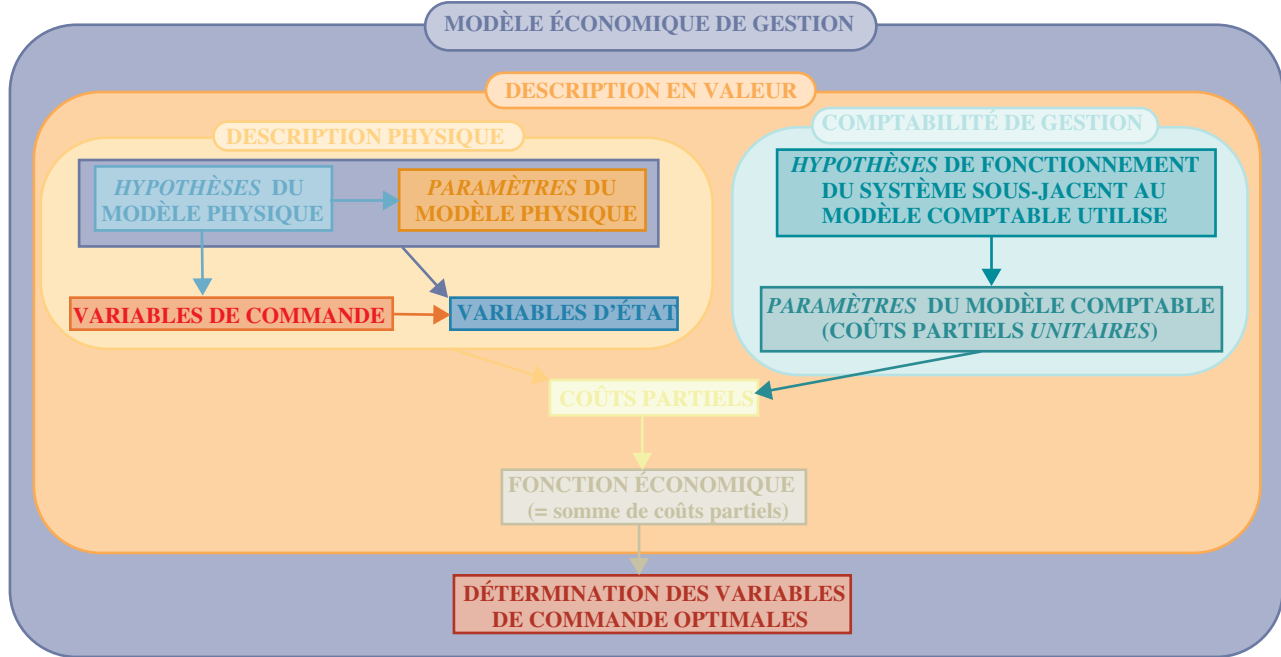 MODÈLE ÉCONOMIQUE DE GESTION
DESCRIPTION EN VALEUR
DESCRIPTION PHYSIQUE
HYPOTHÈSES DU
MODÈLE PHYSIQUE
PARAMÈTRES DU
MODÈLE PHYSIQUE
VARIABLES DE COMMANDE
VARIABLES D'ÉTAT
COMPTABILITÉ DE GESTION
HYPOTHÈSES DE FONCTIONNEMENT
DU SYSTÈME SOUS-JACENT AU
MODÈLE COMPTABLE UTILISE
PARAMÈTRES DU MODÈLE COMPTABLE
(COÛTS PARTIELS UNITAIRES)
COÛTS PARTIELS
FONCTION ÉCONOMIQUE
(= somme de coûts partiels)
DÉTERMINATION DES VARIABLES
DE COMMANDE OPTIMALES